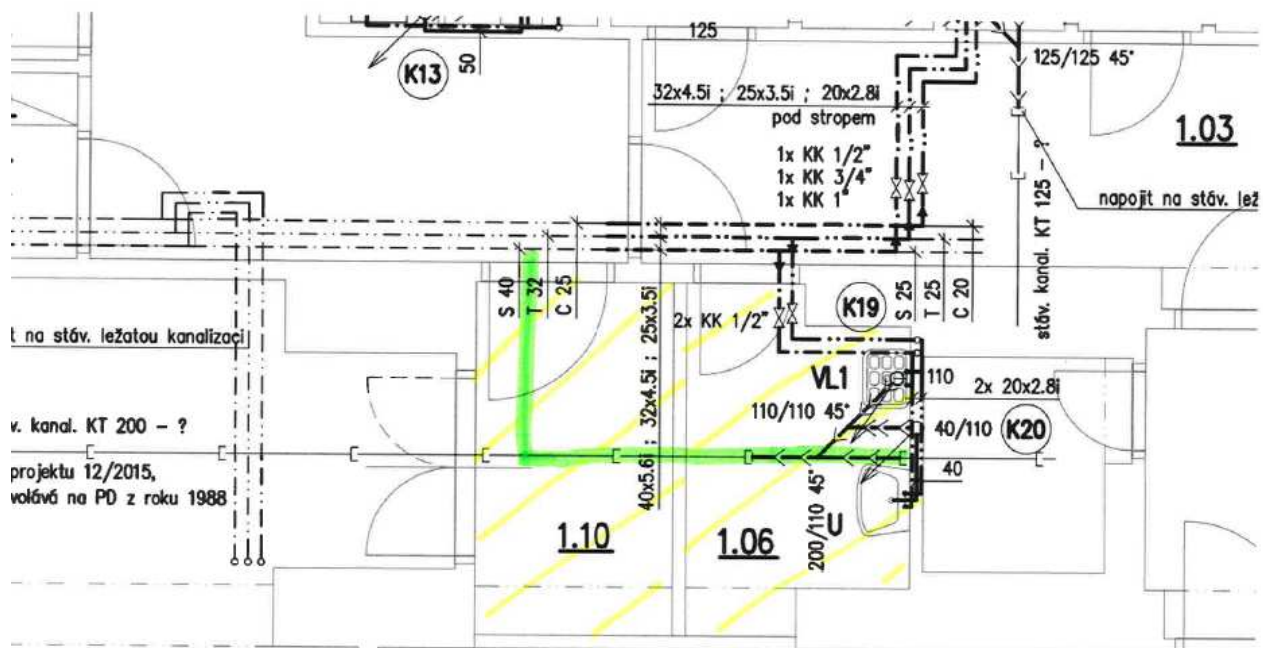 125
K13
50
125/125 45°
32x4.5i ; 25x3.5i ; 20x2.8i
pod stropem
1.03
1x KK 1/2"
1x KK 3/4"
1x KK 1"
napojit na stáv. lež
stáv. kanal. KT 125 - ?
S 40
T 32
C 25
40x5.6i ; 32x4.5i ; 25x3.5i
2x KK 1/2"
K19
S 25
T 25
C 20
t na stáv. ležatou kanalizaci
VL1
110
2x 20x2.8i
110/110 45°
40/110
K20
v. kanal. KT 200 - ?
40
projektu 12/2015,
volává na PD z roku 1988
200/110 45°
U
1.10
1.06